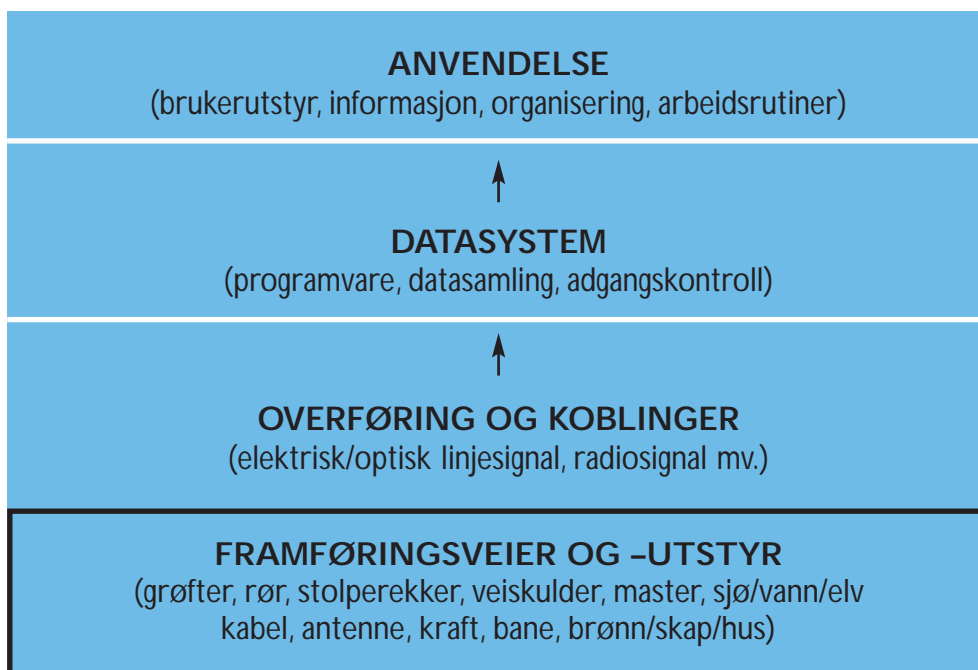 ANVENDELSE
(brukerutstyr, informasjon, organisering, arbeidsrutiner)
DATASYSTEM
(programvare, datasamling, adgangskontroll)
OVERFØRING OG KOBLINGER
(elektrisk/optisk linjesignal, radiosignal mv.)
FRAMFØRINGSVEIER OG –UTSTYR
(grøfter, rør, stolperekker, veiskulder, master, sjø/vann/elv
kabel, antenne, kraft, bane, brønn/skap/hus)